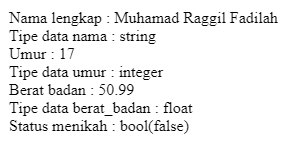 Nama lengkap : Muhamad Raggil Fadilah
Tipe data nama : string
Umur : 17
Tipe data umur : integer
Berat badan : 50.99
Tipe data berat_badan : float
Status menikah : bool(false)